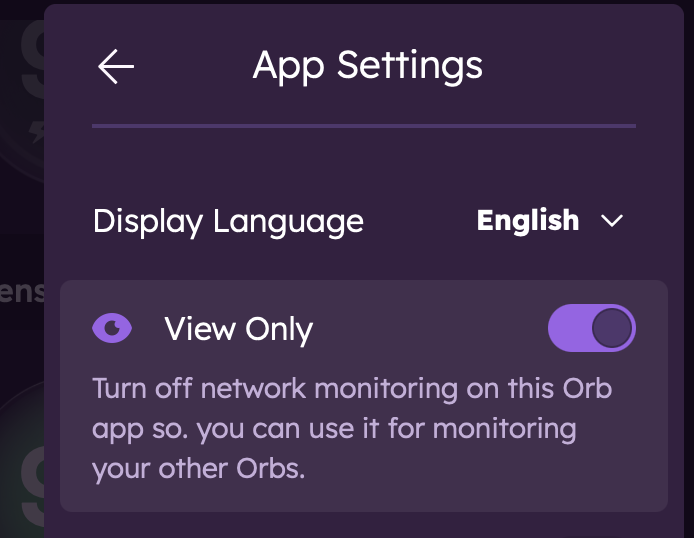 App Settings
Display Language
English
View Only
Turn off network monitoring on this Orb
app so. you can use it for monitoring
your other Orbs.
ens